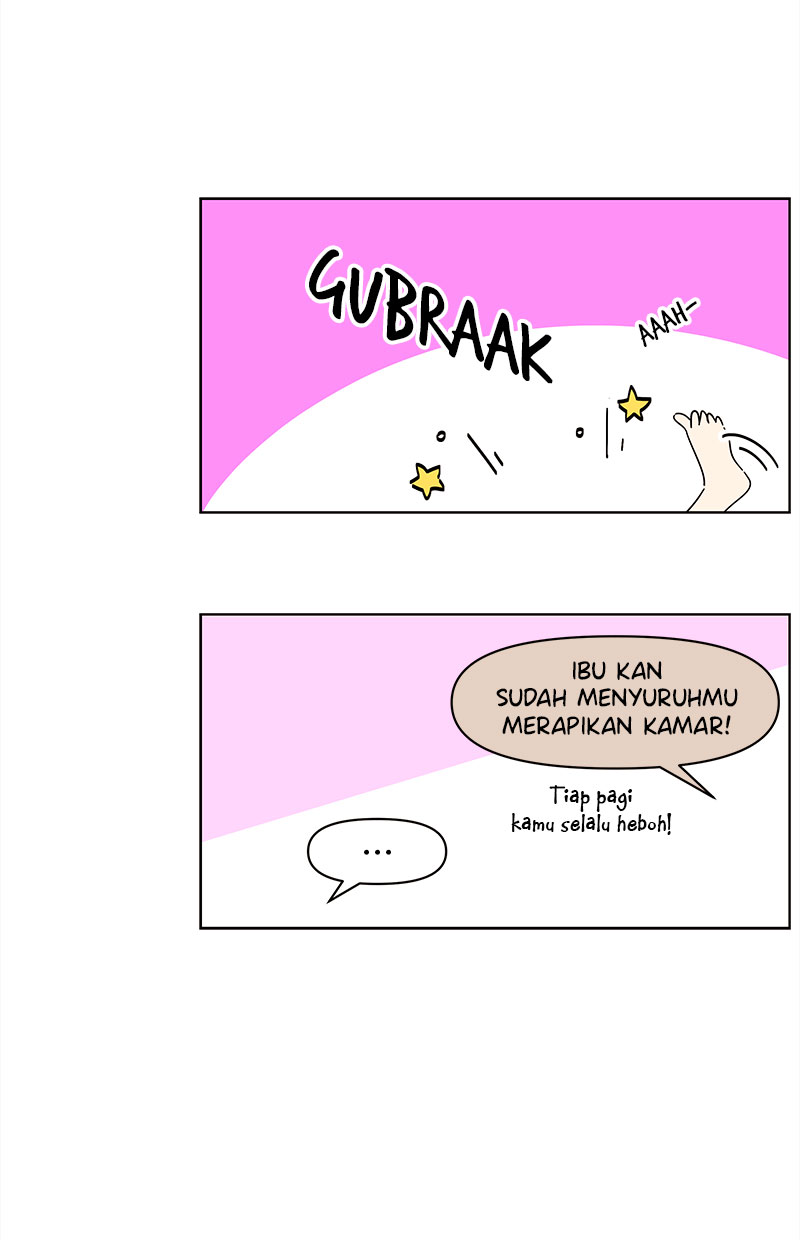 GUBRAAK
AAAH–
IBU KAN
SUDAH MENYURUHMU
MERAPIKAN KAMAR!
Tiap pagi
kamu selalu heboh!
...